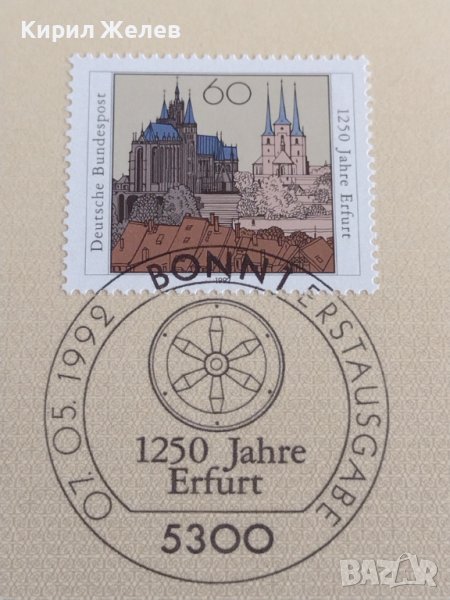 Кирил Желев
Deutsche Bundespost
60
1250 Jahre Erfurt
1992
07.05.1992 BONN 1 ERSTAUSGABE
1250 Jahre
Erfurt
5300
BAZAR